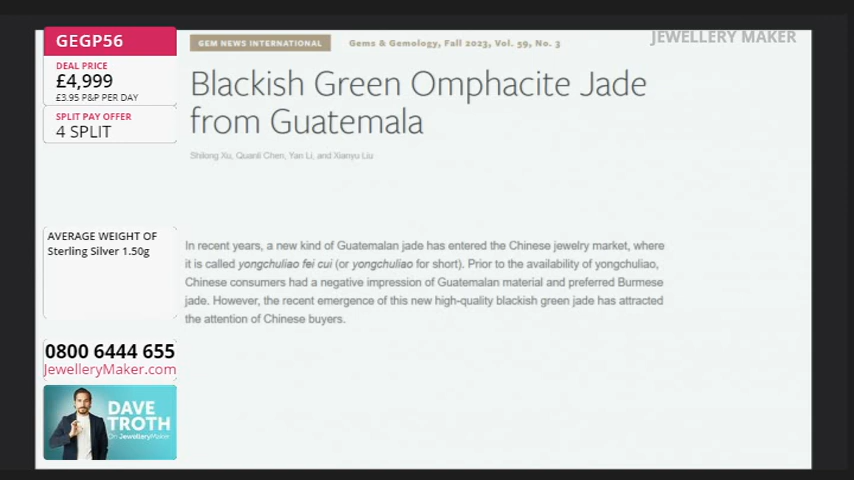 GEGP56
DEAL PRICE
£4,999
£3.95 P&P PER DAY
SPLIT PAY OFFER
4 SPLIT
AVERAGE WEIGHT OF
Sterling Silver 1.50g
0800 6444 655
JewelleryMaker.com
DAVE
TROTH
On JewelleryMaker
JEWELLERY MAKER
GEM NEWS INTERNATIONAL
Gems & Gemology, Fall 2023, Vol. 59, No. 3
Blackish Green Omphacite Jade
from Guatemala
Shilong Xu, Quanli Chen, Yan Li, and Xianyu Liu
In recent years, a new kind of Guatemalan jade has entered the Chinese jewelry market, where
it is called yongchuliao fei cui (or yongchuliao for short). Prior to the availability of yongchuliao,
Chinese consumers had a negative impression of Guatemalan material and preferred Burmese
jade. However, the recent emergence of this new high-quality blackish green jade has attracted
the attention of Chinese buyers.